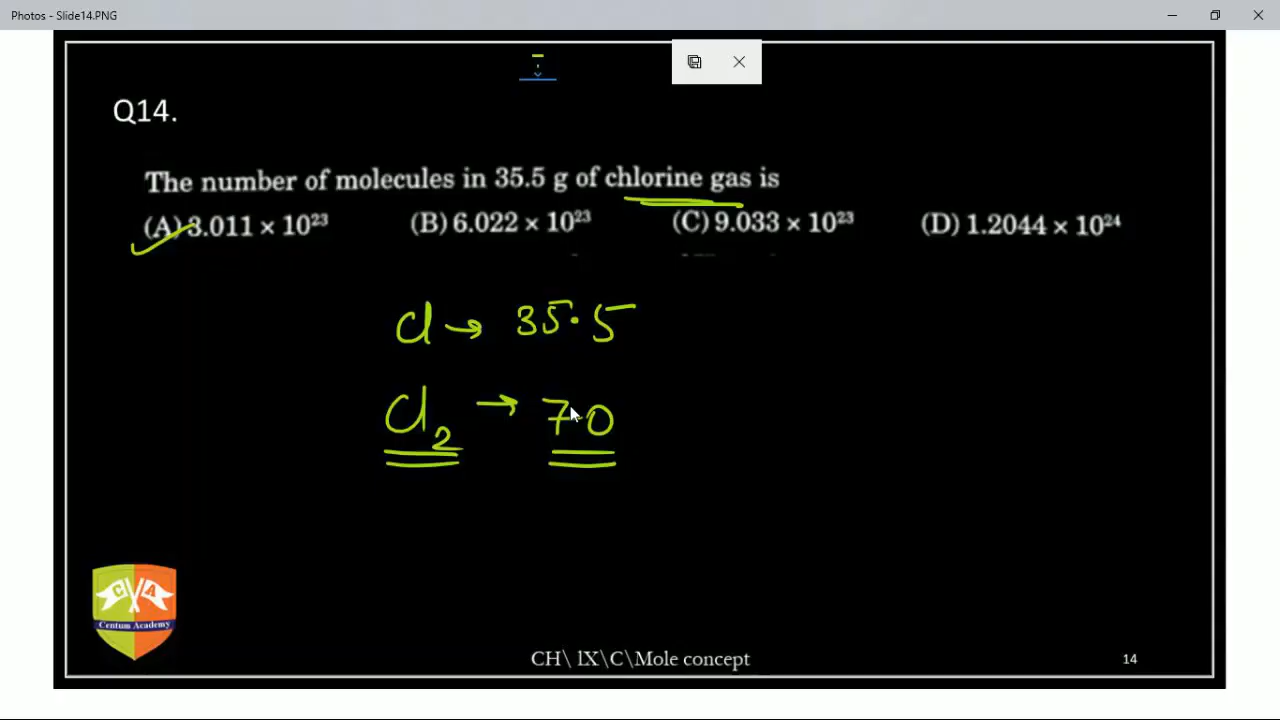 Photos - Slide14.PNG
Q14.
The number of molecules in 35.5 g of chlorine gas is
(A) 3.011 × 10²³ (B) 6.022 × 10²³ (C) 9.033 × 10²³ (D) 1.2044 × 10²⁴
Cl → 35.5
Cl₂ → 70
CA
Centum Academy
CH\ lX\C\Mole concept
14